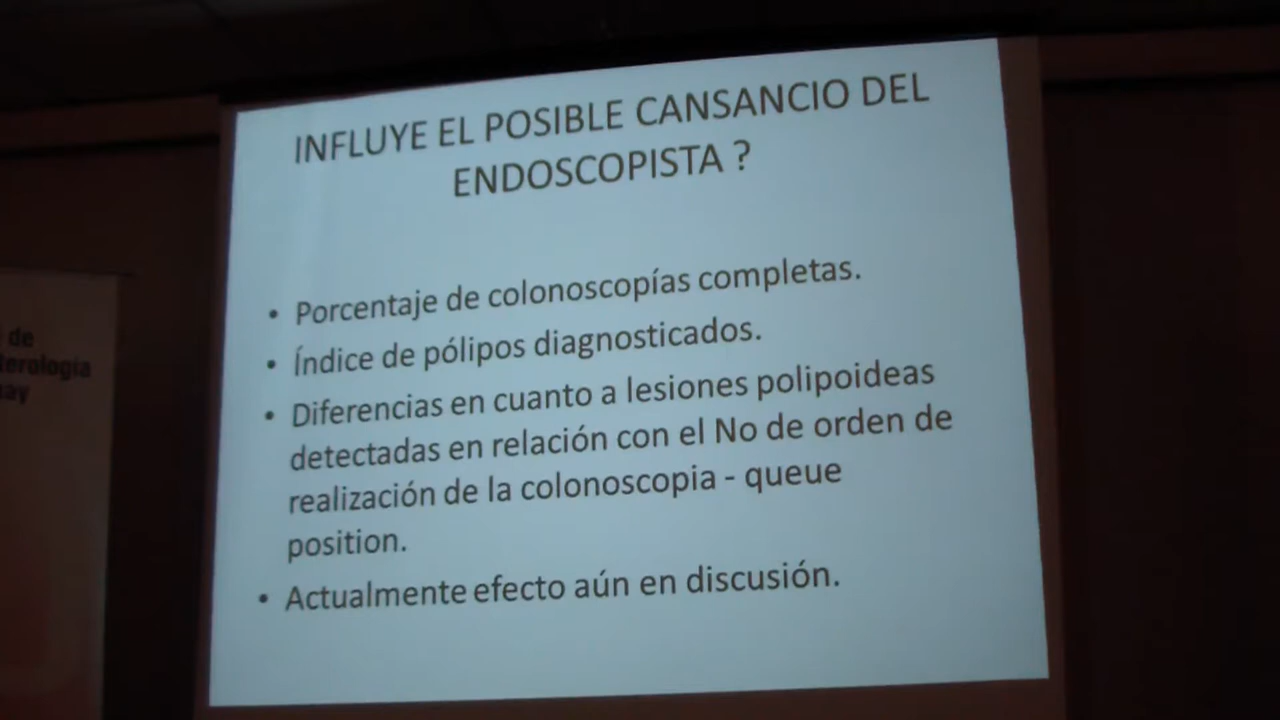 INFLUYE EL POSIBLE CANSANCIO DEL
ENDOSCOPISTA ?
• Porcentaje de colonoscopías completas.
• Índice de pólipos diagnosticados.
• Diferencias en cuanto a lesiones polipoideas
detectadas en relación con el No de orden de
realización de la colonoscopia - queue
position.
• Actualmente efecto aún en discusión.
de